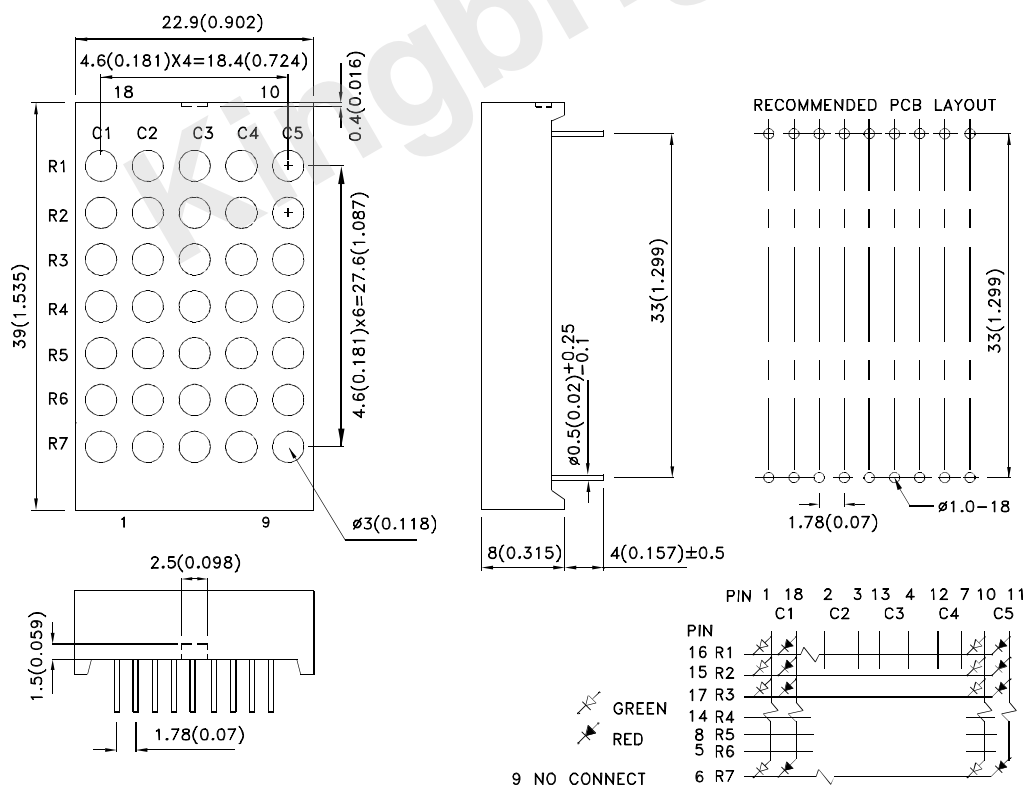 22.9(0.902)
4.6(0.181)X4=18.4(0.724)
18 10
0.4(0.016)
C1 C2 C3 C4 C5
R1
R2
R3
R4
R5
R6
R7
39(1.535)
4.6(0.181)x6=27.6(1.087)
1 9
ø3(0.118)
33(1.299)
ø0.5(0.02)+0.25
-0.1
8(0.315)
4(0.157)±0.5
RECOMMENDED PCB LAYOUT
33(1.299)
ø1.0-18
1.78(0.07)
2.5(0.098)
1.5(0.059)
1.78(0.07)
GREEN
RED
9 NO CONNECT
PIN 1 18 2 3 13 4 12 7 10 11
C1 C2 C3 C4 C5
PIN
16 R1
15 R2
17 R3
14 R4
8 R5
5 R6
6 R7